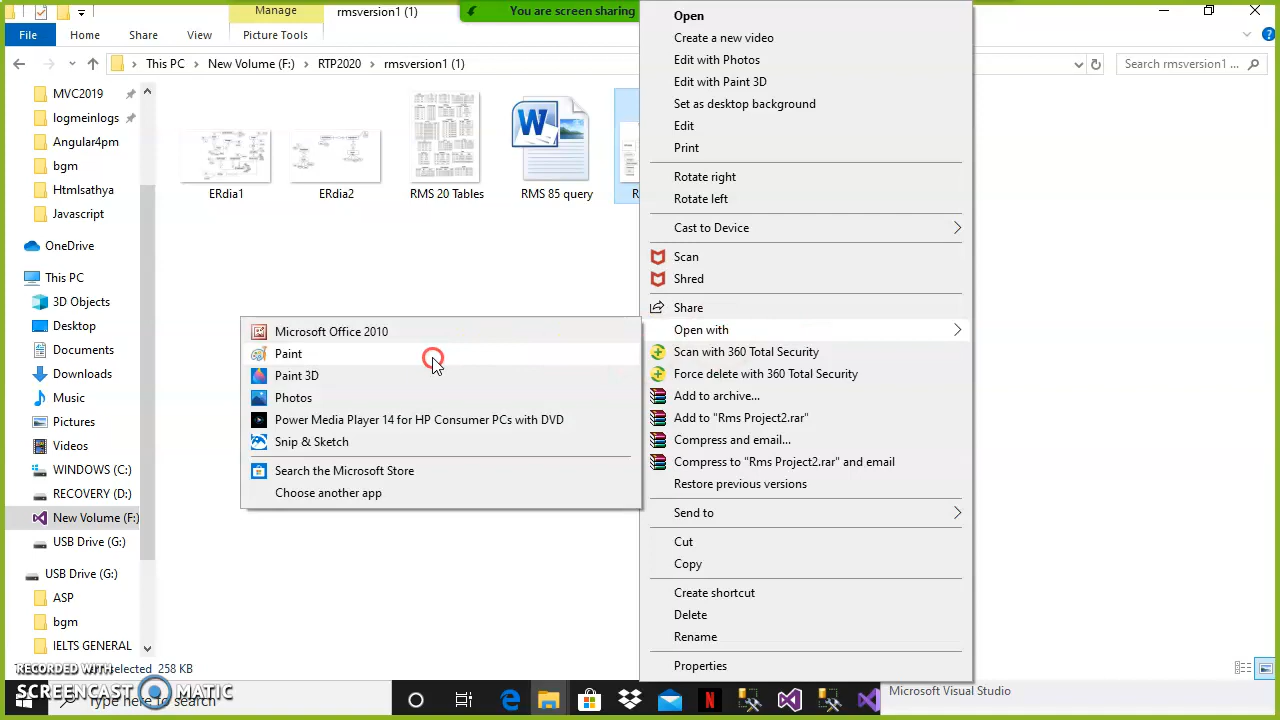 Manage
rmsversion1 (1)
You are screen sharing
File
Home
Share
View
Picture Tools
This PC
New Volume (F:)
RTP2020
rmsversion1 (1)
Search rmsversion1 ...
MVC2019
logmeinlogs
Angular4pm
bgm
Htmlsathya
Javascript
OneDrive
This PC
3D Objects
Desktop
Documents
Downloads
Music
Pictures
Videos
WINDOWS (C:)
RECOVERY (D:)
New Volume (F:)
USB Drive (G:)
USB Drive (G:)
ASP
bgm
IELTS GENERAL
ERdia1
ERdia2
RMS 20 Tables
RMS 85 query
R
Open
Create a new video
Edit with Photos
Edit with Paint 3D
Set as desktop background
Edit
Print
Rotate right
Rotate left
Cast to Device
Scan
Shred
Share
Open with
Scan with 360 Total Security
Force delete with 360 Total Security
Add to archive...
Add to "Rms Project2.rar"
Compress and email...
Compress to "Rms Project2.rar" and email
Restore previous versions
Send to
Cut
Copy
Create shortcut
Delete
Rename
Properties
Microsoft Office 2010
Paint
Paint 3D
Photos
Power Media Player 14 for HP Consumer PCs with DVD
Snip & Sketch
Search the Microsoft Store
Choose another app
selected 258 KB
RECORDED WITH
SCREENCAST MATIC
Type here to search
Microsoft Visual Studio